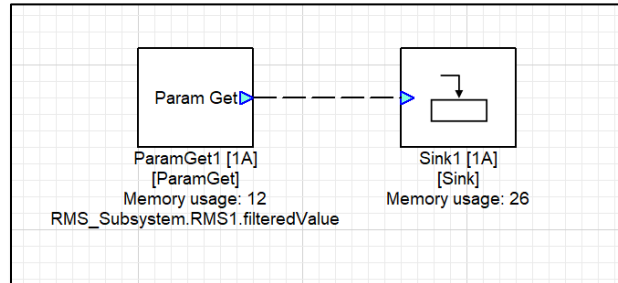 Param Get
ParamGet1 [1A]
[ParamGet]
Memory usage: 12
RMS_Subsystem.RMS1.filteredValue
Sink1 [1A]
[Sink]
Memory usage: 26